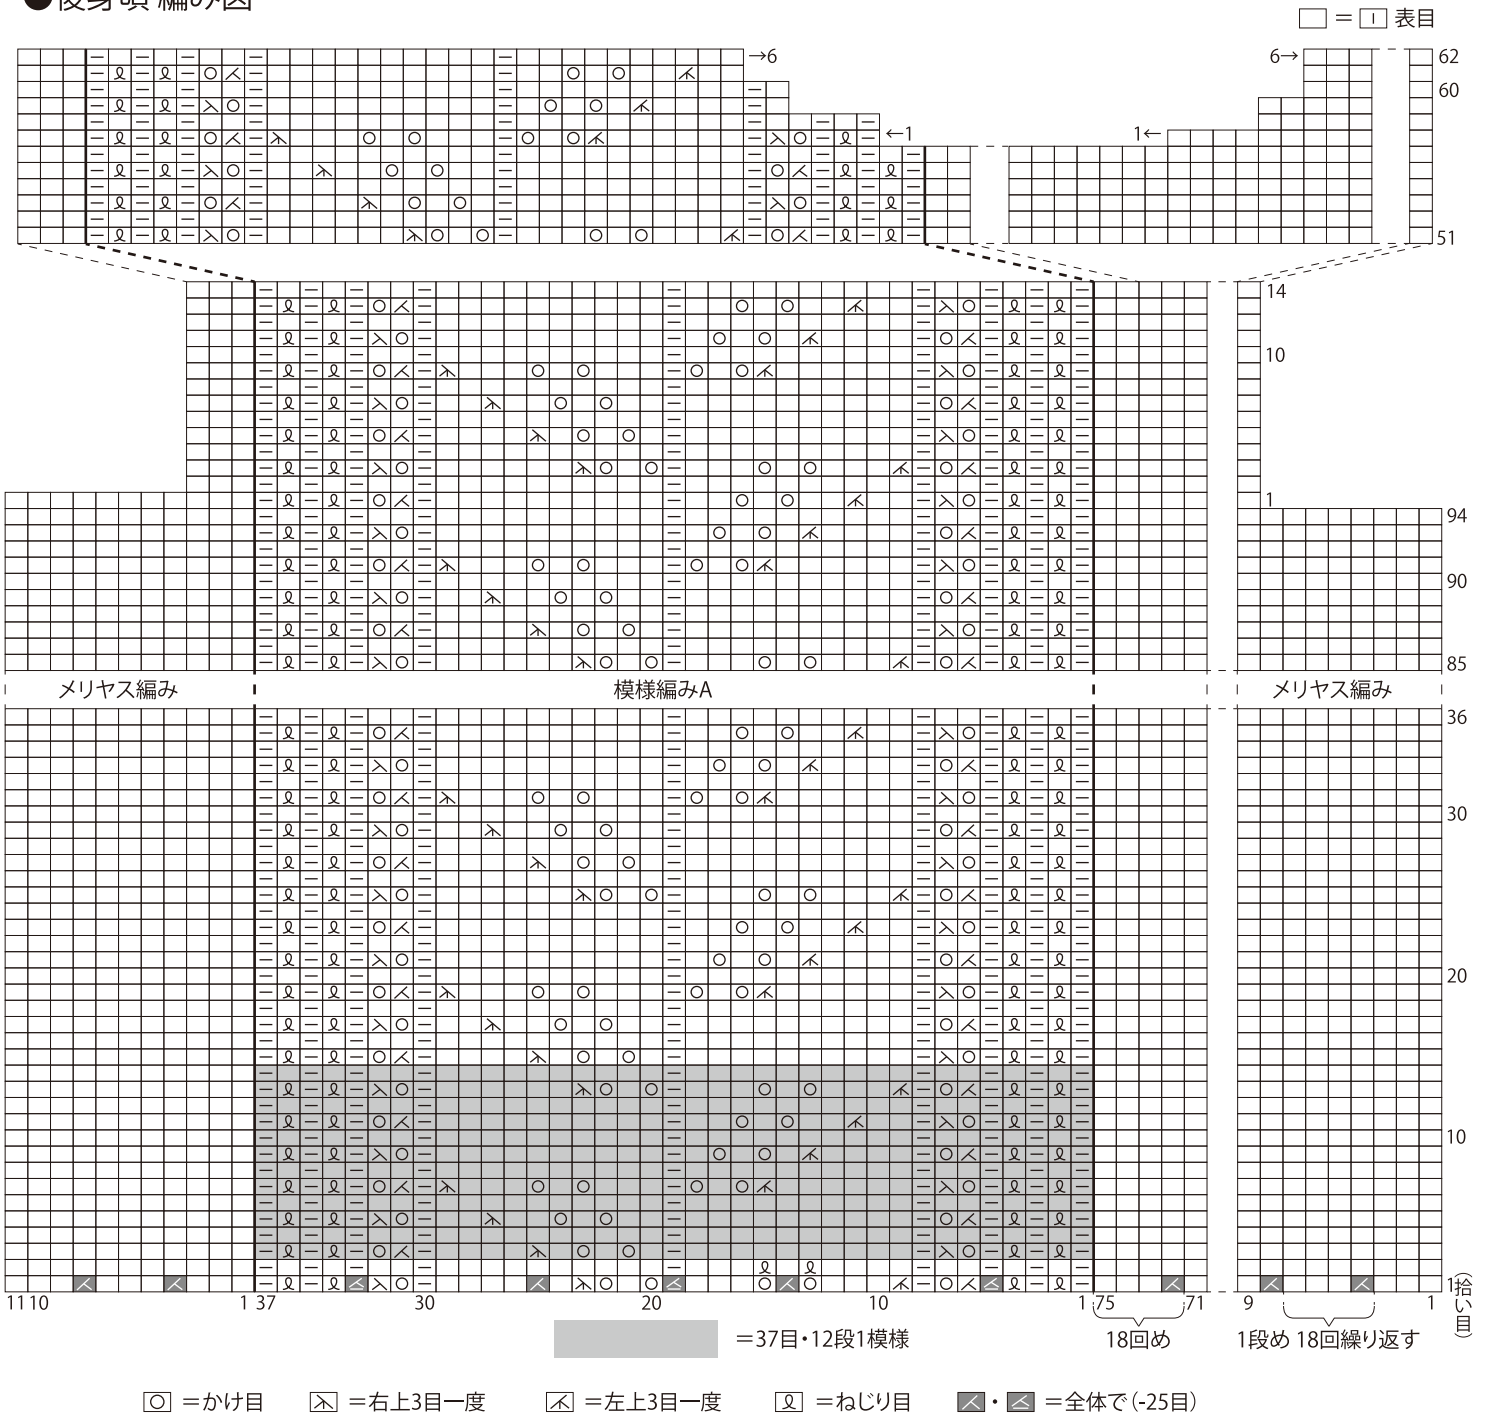 ●後身頃 編み図
□=｜ 表目
→6
6→
62
60
←1
1←
51
14
10
1
94
90
85
メリヤス編み
模様編みA
メリヤス編み
36
30
20
10
1(拾い目)
11 10
1 37
30
20
10
1 75
71
9
1
18回め
1段め 18回繰り返す
=37目・12段1模様
=かけ目
=右上3目一度
=左上3目一度
=ねじり目
・
=全体で(-25目)